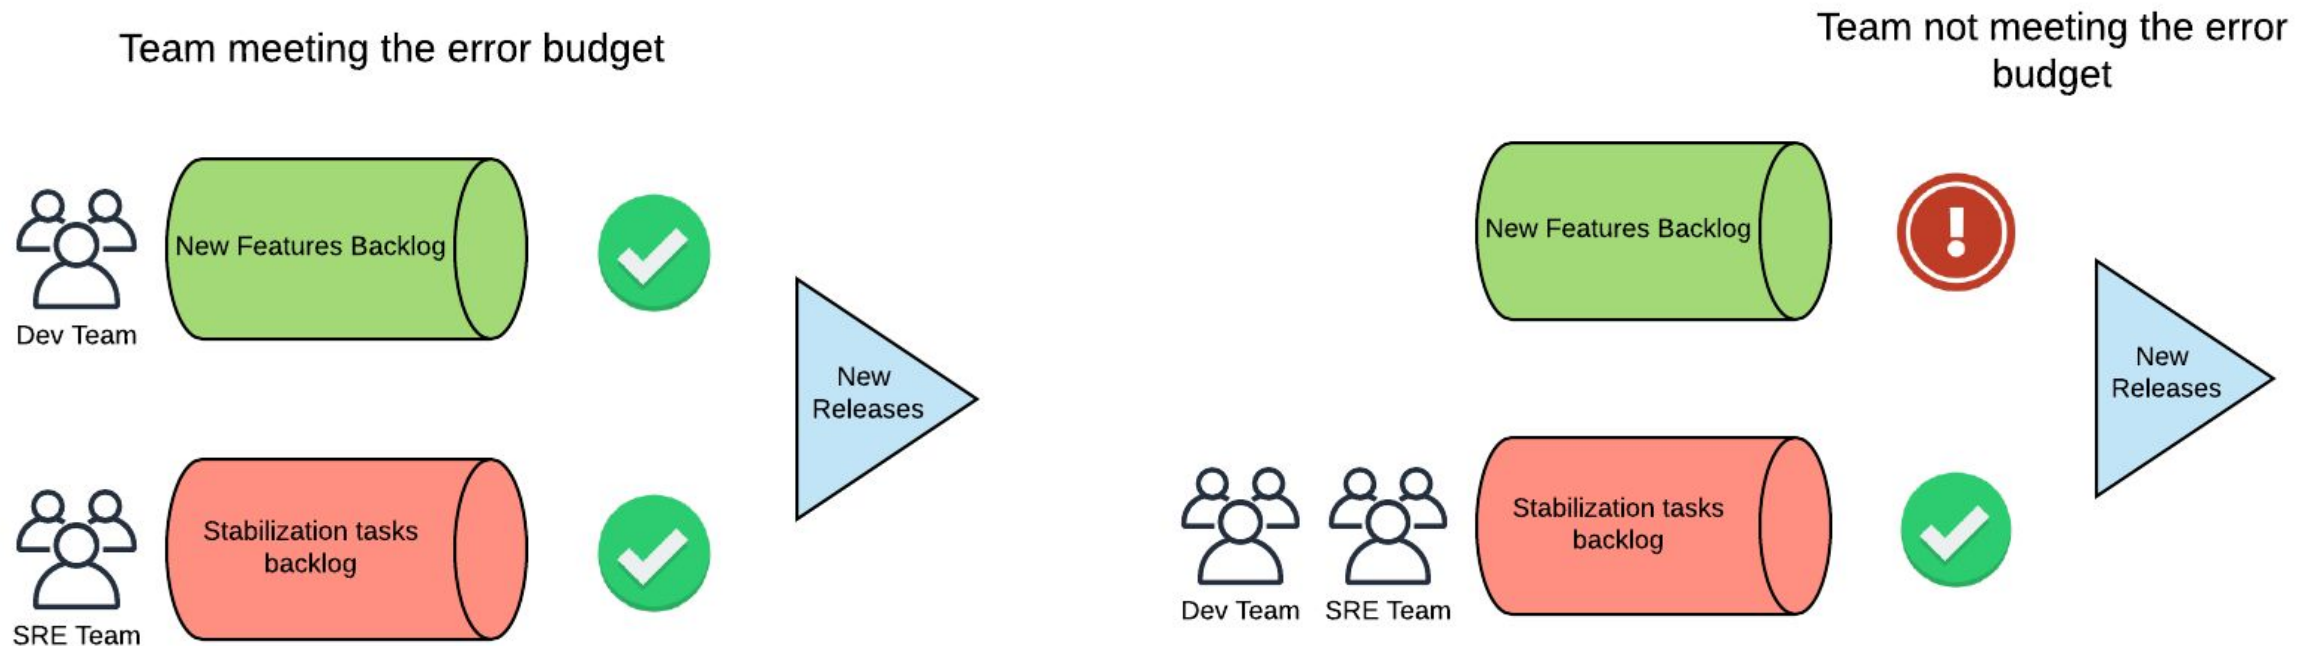 Team meeting the error budget
New Features Backlog
Dev Team
New
Releases
Stabilization tasks
backlog
SRE Team
Team not meeting the error
budget
New Features Backlog
New
Releases
Stabilization tasks
backlog
Dev Team
SRE Team